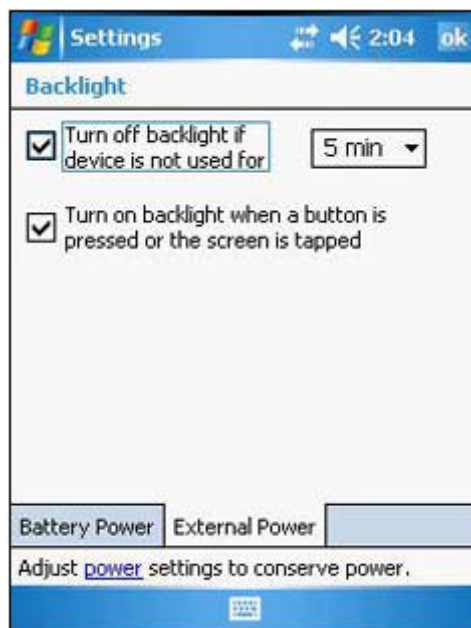 Settings 2:04 ok
Backlight
Turn off backlight if
device is not used for
5 min
Turn on backlight when a button is
pressed or the screen is tapped
Battery Power External Power
Adjust power settings to conserve power.